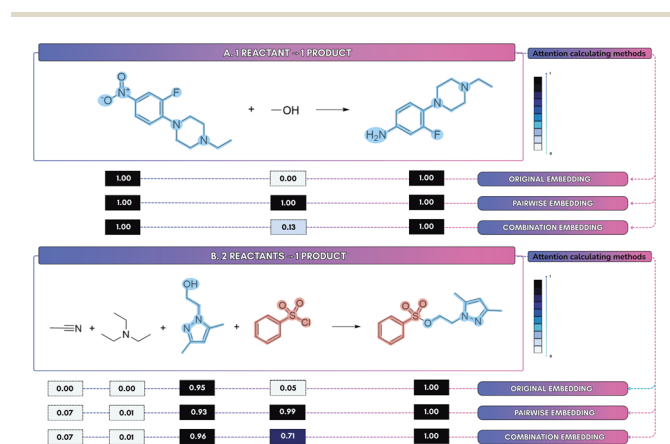 A. 1 REACTANT – 1 PRODUCT
Attention calculating methods
1
0
O
-O
N+
F
N
N
+
—OH
N
N
H2N
F
1.00 0.00 1.00 ORIGINAL EMBEDDING
1.00 1.00 1.00 PAIRWISE EMBEDDING
1.00 0.13 1.00 COMBINATION EMBEDDING
B. 2 REACTANTS – 1 PRODUCT
Attention calculating methods
1
0
OH
N
N
O
O
S
Cl
N
+
N
+
+
O
O
S
O
N
N
0.00 0.00 0.95 0.05 1.00 ORIGINAL EMBEDDING
0.07 0.01 0.93 0.99 1.00 PAIRWISE EMBEDDING
0.07 0.01 0.96 0.71 1.00 COMBINATION EMBEDDING